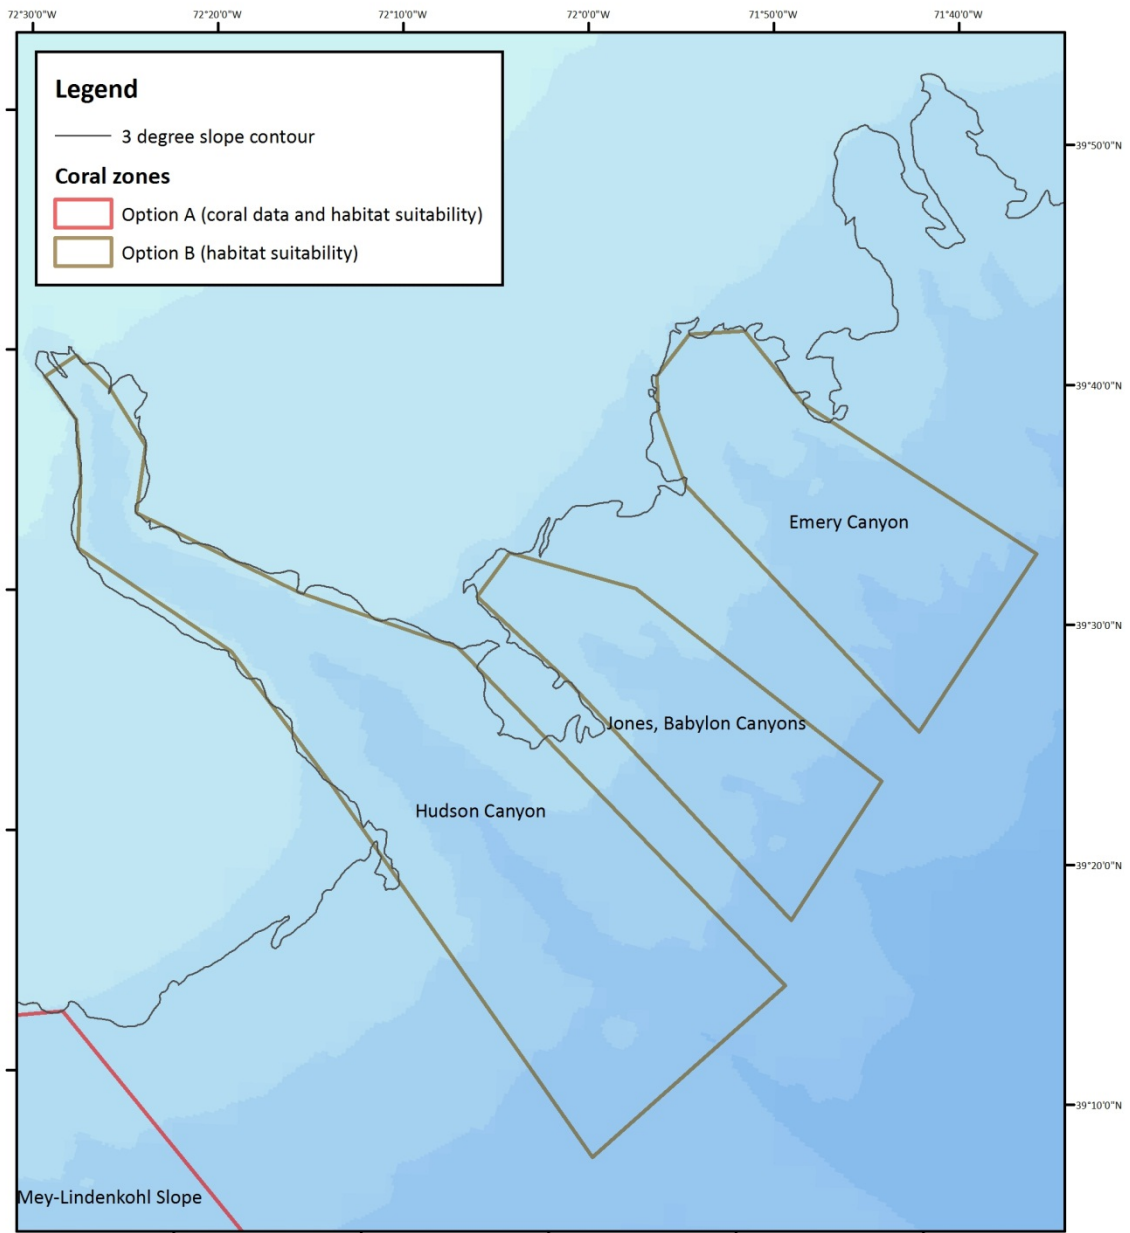 72°30'0"W 72°20'0"W 72°10'0"W 72°0'0"W 71°50'0"W 71°40'0"W
Legend
3 degree slope contour
Coral zones
Option A (coral data and habitat suitability)
Option B (habitat suitability)
39°50'0"N
39°40'0"N
Emery Canyon
39°30'0"N
Jones, Babylon Canyons
Hudson Canyon
39°20'0"N
39°10'0"N
Mey-Lindenkohl Slope